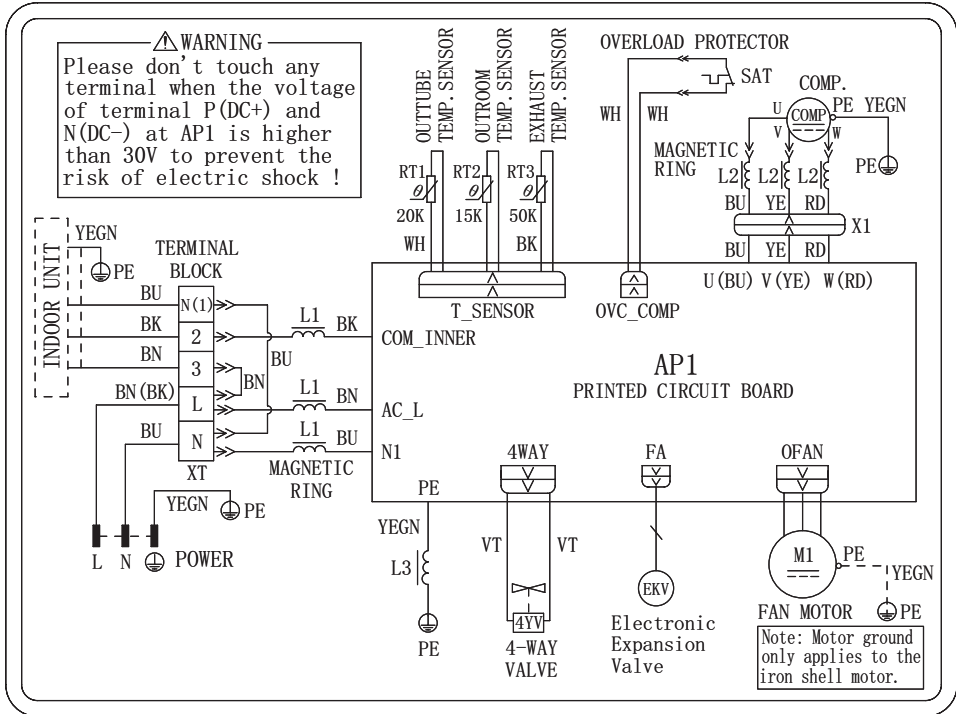 WARNING
Please don't touch any
terminal when the voltage
of terminal P(DC+) and
N(DC-) at AP1 is higher
than 30V to prevent the
risk of electric shock !
OUTTUBE
TEMP. SENSOR
OUTROOM
TEMP. SENSOR
EXHAUST
TEMP. SENSOR
RT1
RT2
RT3
θ
θ
θ
20K
15K
50K
WH
BK
OVERLOAD PROTECTOR
SAT
WH
WH
COMP.
U
COMP
PE YEGN
V
W
MAGNETIC
RING
PE
L2
L2
L2
BU
YE
RD
X1
BU
YE
RD
U(BU) V(YE) W(RD)
T_SENSOR
OVC_COMP
INDOOR UNIT
YEGN
PE
TERMINAL
BLOCK
BU
N(1)
BK
2
L1
BK
COM_INNER
BN
3
BU
BN
BN(BK)
L
L1
BN
AC_L
BU
N
L1
BU
N1
XT
MAGNETIC
RING
YEGN
PE
L
N
POWER
AP1
PRINTED CIRCUIT BOARD
PE
YEGN
L3
PE
4WAY
VT
VT
4YV
4-WAY
VALVE
FA
EKV
Electronic
Expansion
Valve
OFAN
M1
PE
YEGN
FAN MOTOR
PE
Note: Motor ground
only applies to the
iron shell motor.